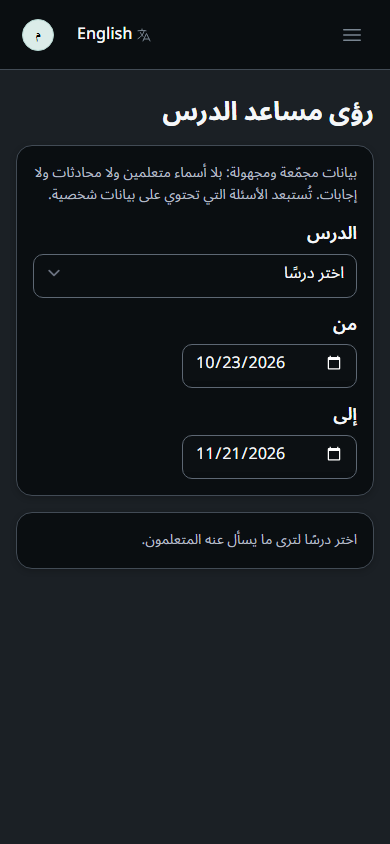 م
English
رؤى مساعد الدرس
بيانات مجمّعة ومجهولة: بلا أسماء متعلمين ولا محادثات ولا
إجابات. تُستبعد الأسئلة التي تحتوي على بيانات شخصية.
الدرس
اختر درسًا
من
10/23/2026
إلى
11/21/2026
اختر درسًا لترى ما يسأل عنه المتعلمون.